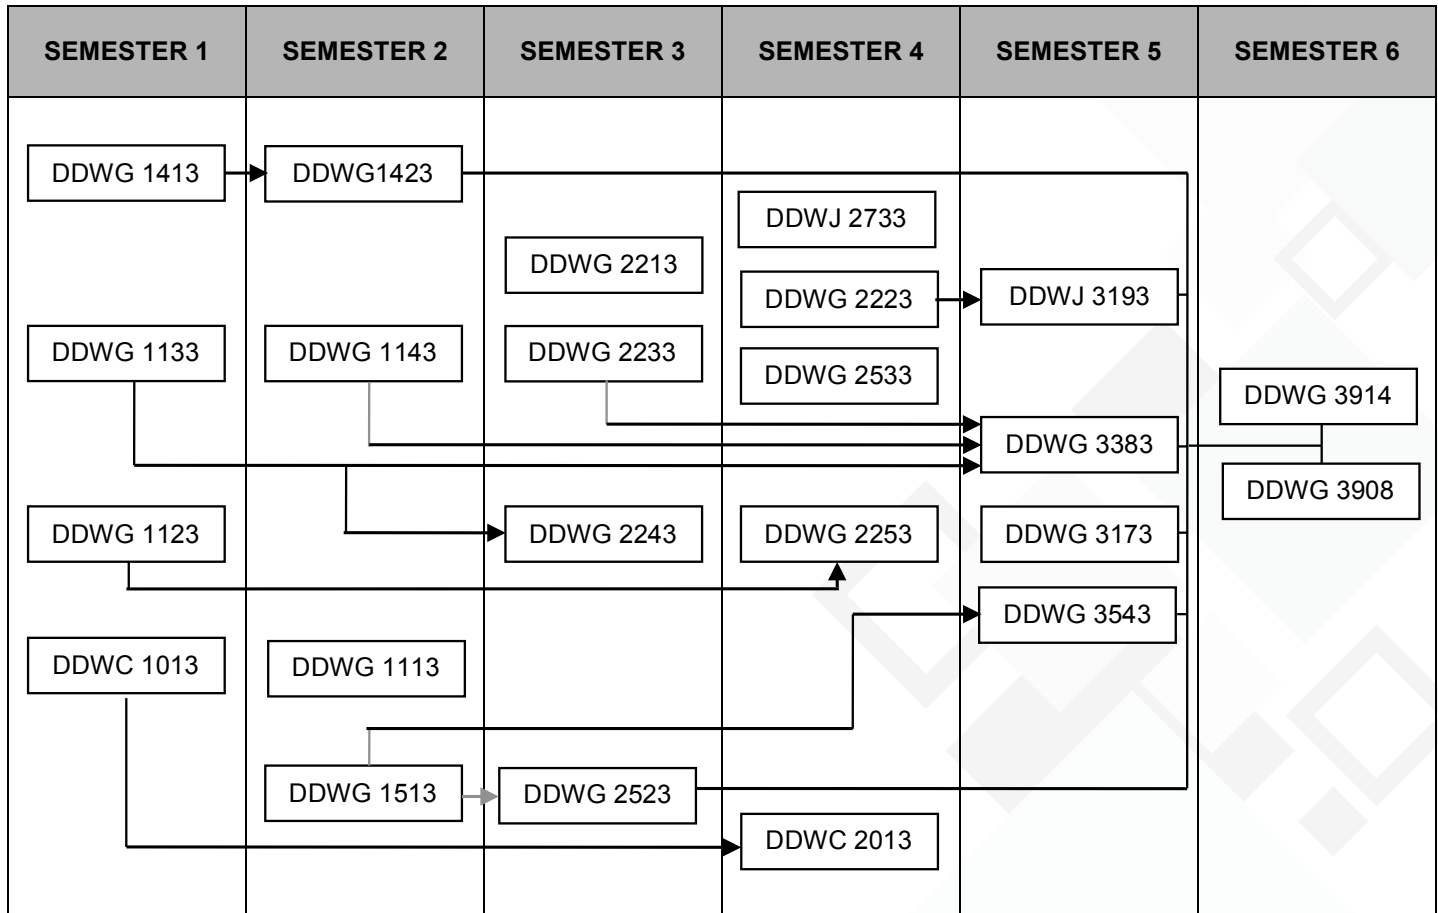 SEMESTER 1 SEMESTER 2 SEMESTER 3 SEMESTER 4 SEMESTER 5 SEMESTER 6
DDWG 1413 DDWG1423
DDWJ 2733
DDWG 2213
DDWG 2223 DDWJ 3193
DDWG 1133 DDWG 1143 DDWG 2233
DDWG 2533
DDWG 3914
DDWG 3383
DDWG 3908
DDWG 1123 DDWG 2243 DDWG 2253 DDWG 3173
DDWG 3543
DDWC 1013 DDWG 1113
DDWG 1513 DDWG 2523
DDWC 2013